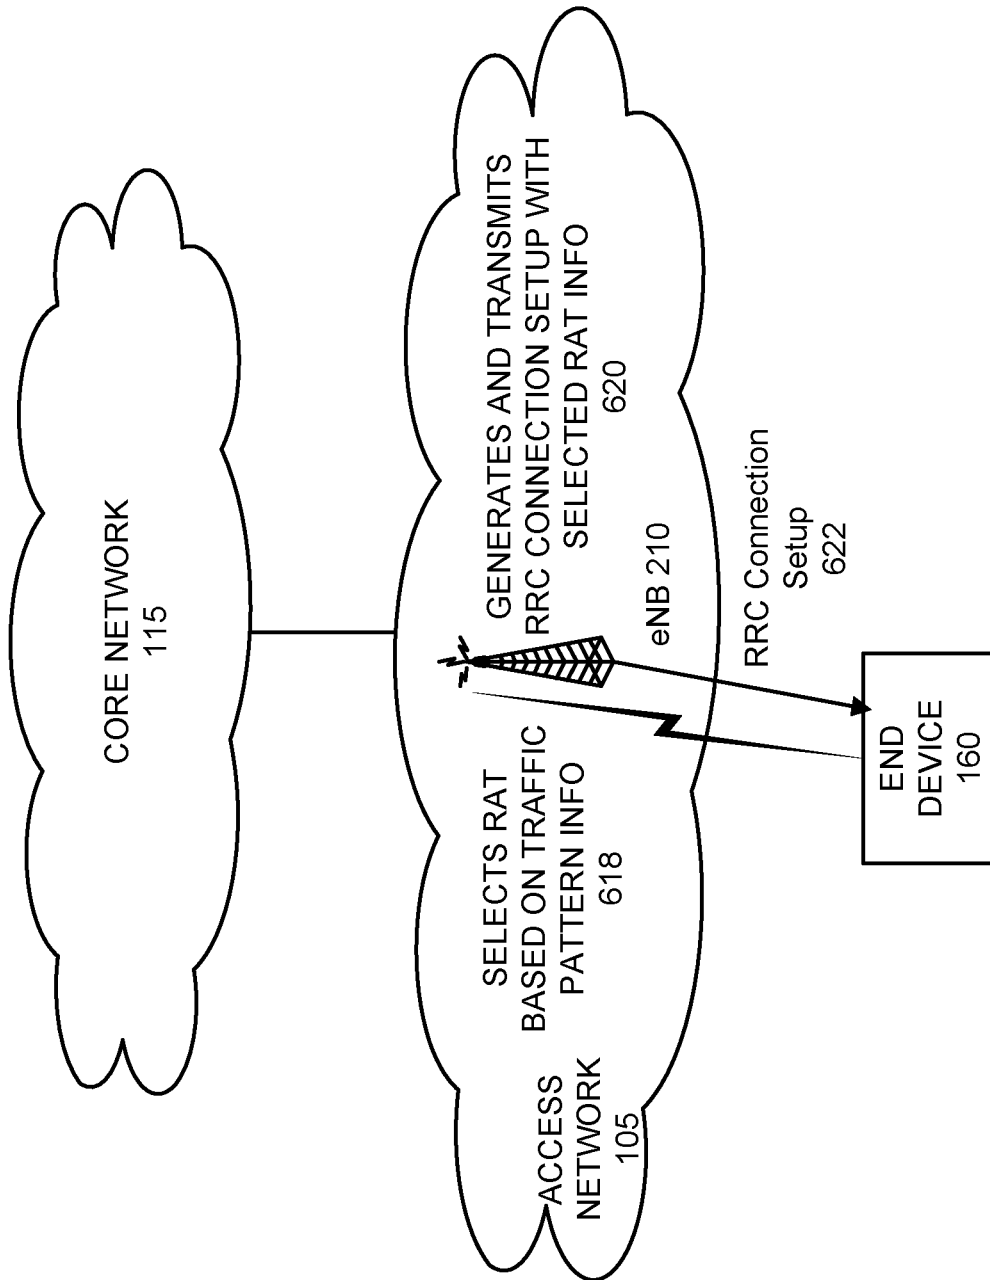 CORE NETWORK
115
ACCESS
NETWORK
105
SELECTS RAT
BASED ON TRAFFIC
PATTERN INFO
618
GENERATES AND TRANSMITS
RRC CONNECTION SETUP WITH
SELECTED RAT INFO
620
eNB 210
RRC Connection
Setup
622
END
DEVICE
160